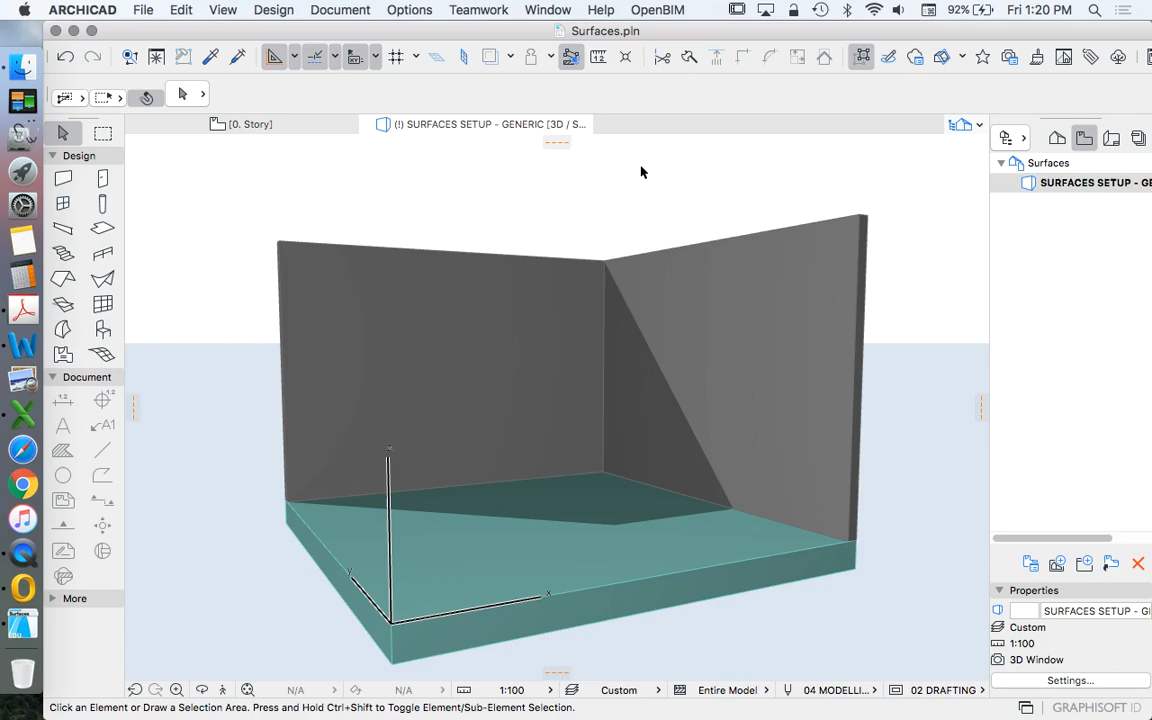 ARCHICAD File Edit View Design Document Options Teamwork Window Help OpenBIM 92% Fri 1:20 PM
Surfaces.pln
[0. Story]
(!) SURFACES SETUP - GENERIC [3D / S...
Surfaces
SURFACES SETUP - GE
Design
Document
More
z
y
x
Properties
SURFACES SETUP - GI
Custom
1:100
3D Window
Settings...
N/A N/A 1:100 Custom Entire Model 04 MODELLI... 02 DRAFTING
Click an Element or Draw a Selection Area. Press and Hold Ctrl+Shift to Toggle Element/Sub-Element Selection.
GRAPHISOFT ID